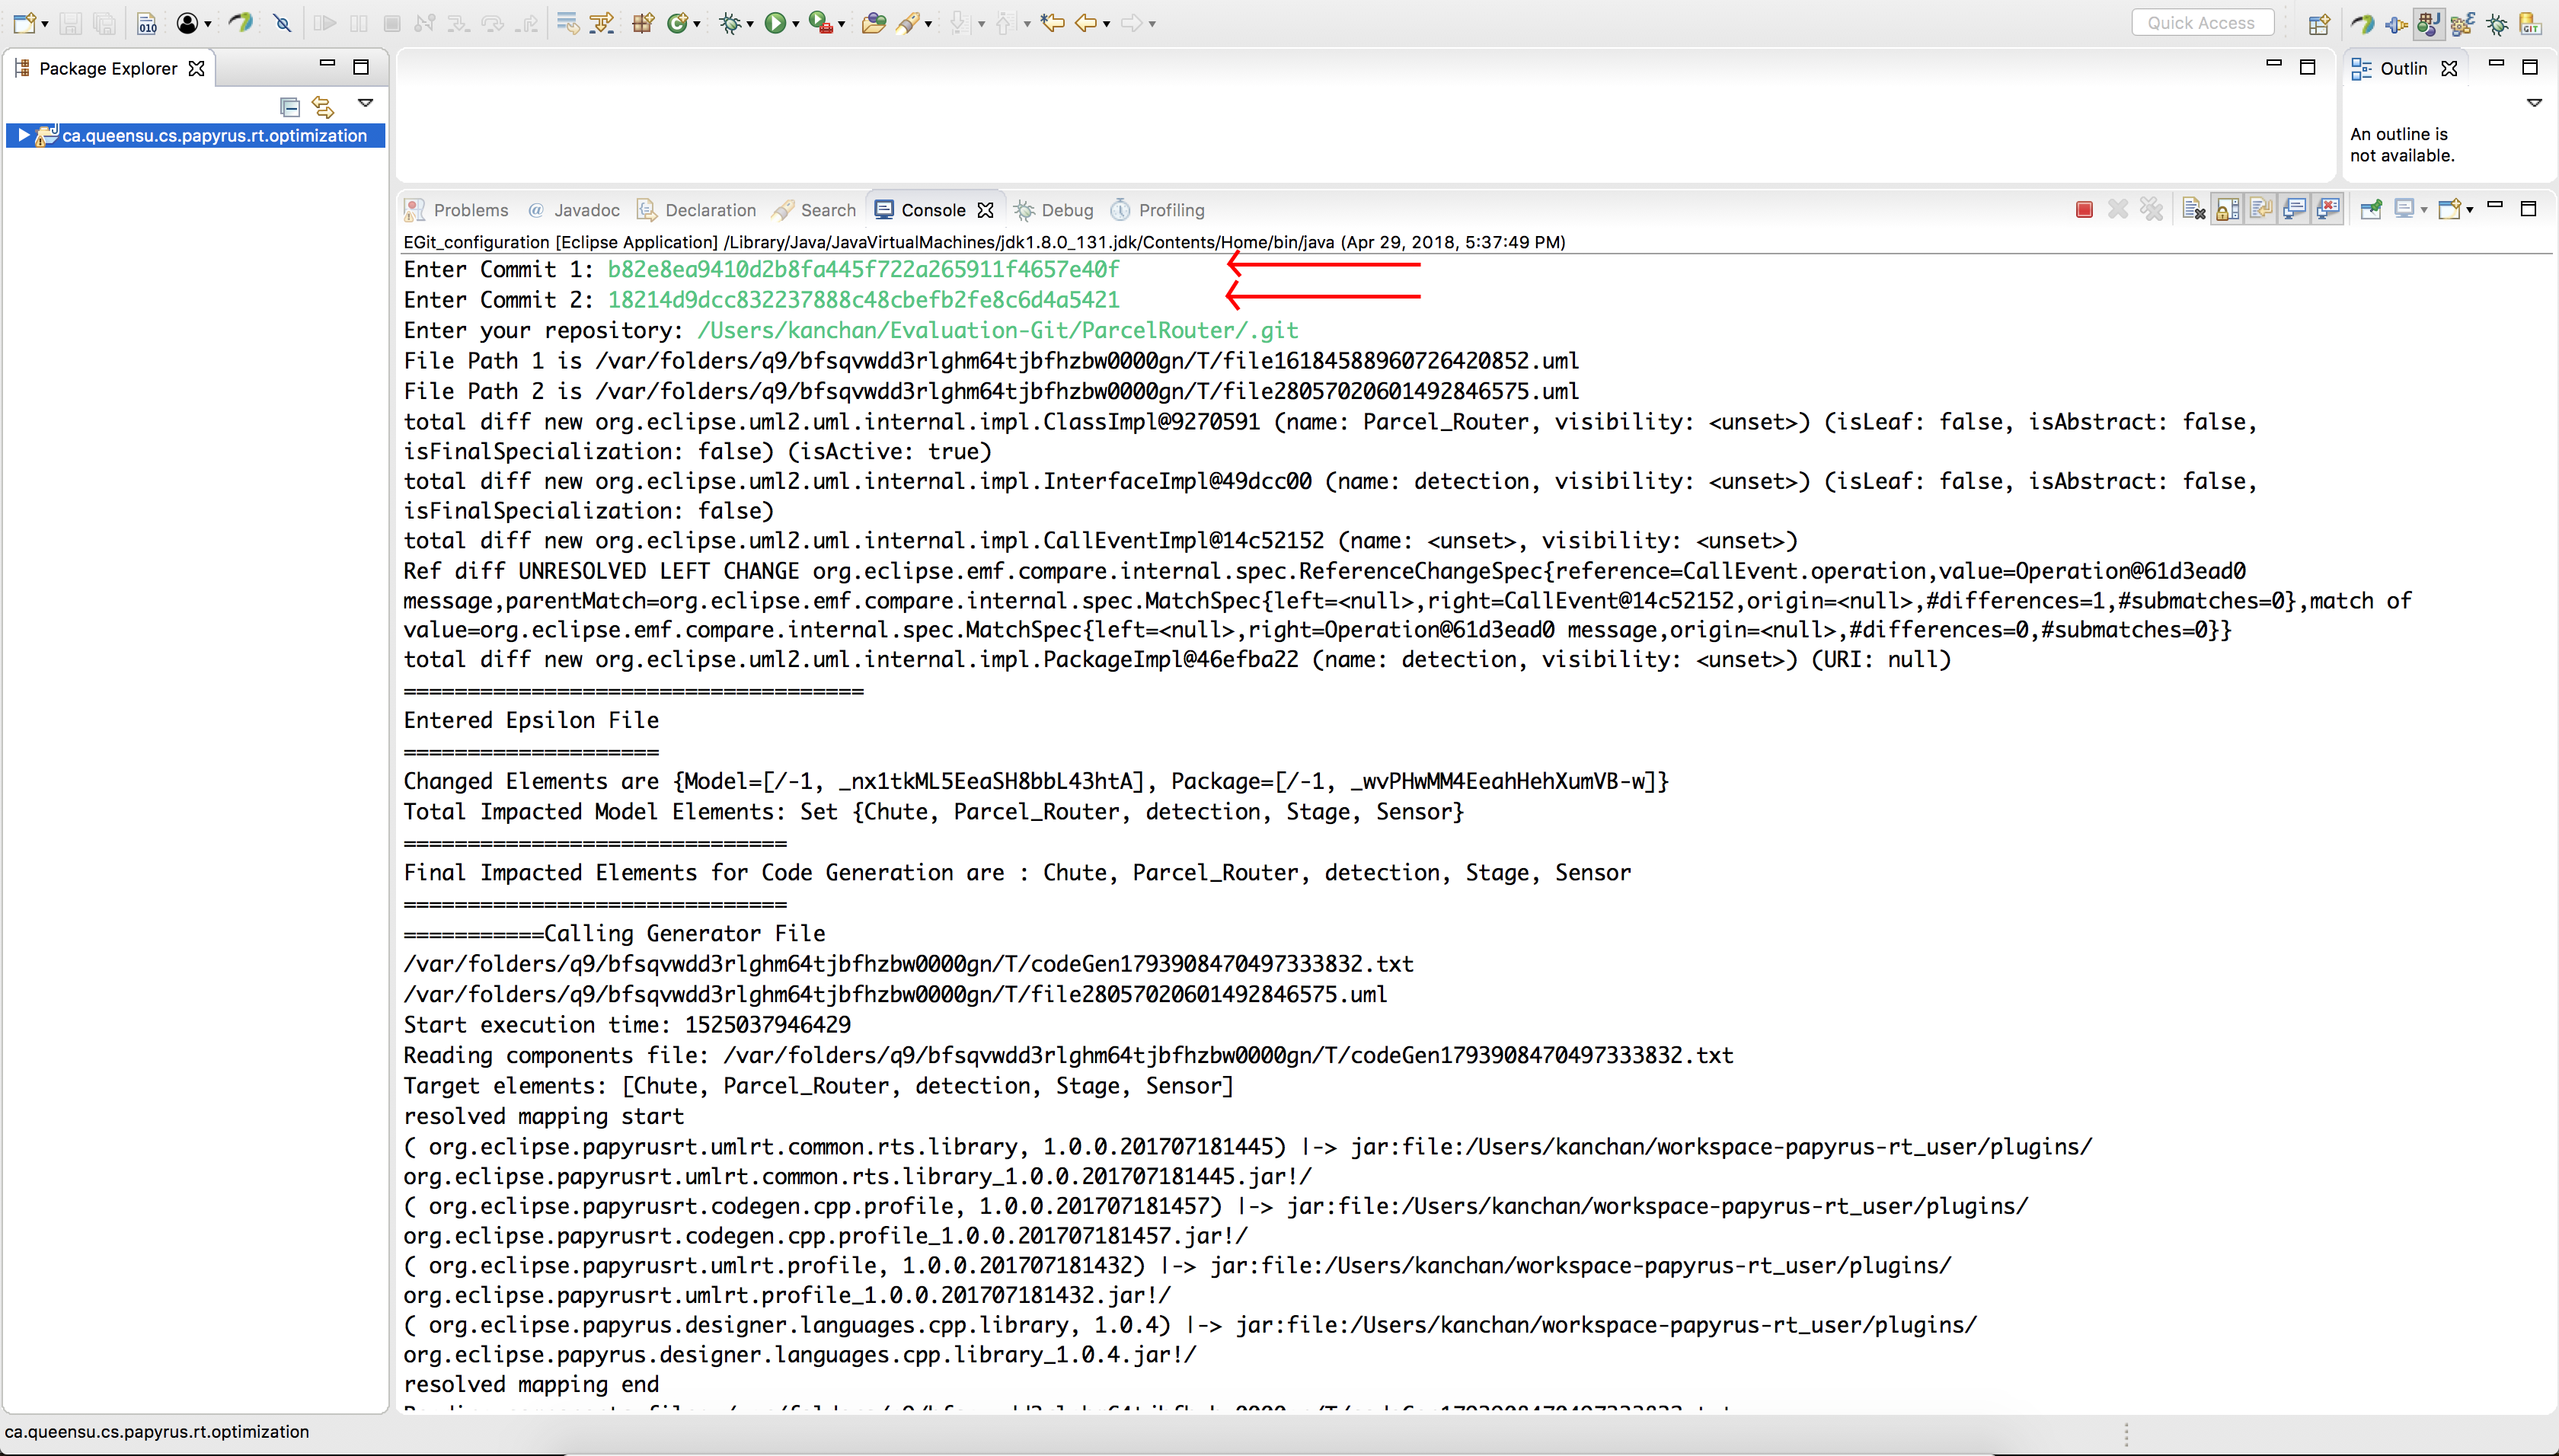 Quick Access
Package Explorer
Outlin
ca.queensu.cs.papyrus.rt.optimization
An outline is
not available.
Problems @ Javadoc Declaration Search Console Debug Profiling
EGit_configuration [Eclipse Application] /Library/Java/JavaVirtualMachines/jdk1.8.0_131.jdk/Contents/Home/bin/java (Apr 29, 2018, 5:37:49 PM)
Enter Commit 1: b82e8ea9410d2b8fa445f722a265911f4657e40f
Enter Commit 2: 18214d9dcc832237888c48cbefb2fe8c6d4a5421
Enter your repository: /Users/kanchan/Evaluation-Git/ParcelRouter/.git
File Path 1 is /var/folders/q9/bfsqvwdd3rlghm64tjbfhzbw0000gn/T/file16184588960726420852.uml
File Path 2 is /var/folders/q9/bfsqvwdd3rlghm64tjbfhzbw0000gn/T/file28057020601492846575.uml
total diff new org.eclipse.uml2.uml.internal.impl.ClassImpl@9270591 (name: Parcel_Router, visibility: <unset>) (isLeaf: false, isAbstract: false,
isFinalSpecialization: false) (isActive: true)
total diff new org.eclipse.uml2.uml.internal.impl.InterfaceImpl@49dcc00 (name: detection, visibility: <unset>) (isLeaf: false, isAbstract: false,
isFinalSpecialization: false)
total diff new org.eclipse.uml2.uml.internal.impl.CallEventImpl@14c52152 (name: <unset>, visibility: <unset>)
Ref diff UNRESOLVED LEFT CHANGE org.eclipse.emf.compare.internal.spec.ReferenceChangeSpec{reference=CallEvent.operation,value=Operation@61d3ead0
message,parentMatch=org.eclipse.emf.compare.internal.spec.MatchSpec{left=<null>,right=CallEvent@14c52152,origin=<null>,#differences=1,#submatches=0},match of
value=org.eclipse.emf.compare.internal.spec.MatchSpec{left=<null>,right=Operation@61d3ead0 message,origin=<null>,#differences=0,#submatches=0}}
total diff new org.eclipse.uml2.uml.internal.impl.PackageImpl@46efba22 (name: detection, visibility: <unset>) (URI: null)
====================================
Entered Epsilon File
====================
Changed Elements are {Model=[/-1, _nx1tkML5EeaSH8bbL43htA], Package=[/-1, _wvPHwMM4EeahHehXumVB-w]}
Total Impacted Model Elements: Set {Chute, Parcel_Router, detection, Stage, Sensor}
==============================
Final Impacted Elements for Code Generation are : Chute, Parcel_Router, detection, Stage, Sensor
==============================
===========Calling Generator File
/var/folders/q9/bfsqvwdd3rlghm64tjbfhzbw0000gn/T/codeGen1793908470497333832.txt
/var/folders/q9/bfsqvwdd3rlghm64tjbfhzbw0000gn/T/file28057020601492846575.uml
Start execution time: 1525037946429
Reading components file: /var/folders/q9/bfsqvwdd3rlghm64tjbfhzbw0000gn/T/codeGen1793908470497333832.txt
Target elements: [Chute, Parcel_Router, detection, Stage, Sensor]
resolved mapping start
( org.eclipse.papyrusrt.umlrt.common.rts.library, 1.0.0.201707181445) |-> jar:file:/Users/kanchan/workspace-papyrus-rt_user/plugins/
org.eclipse.papyrusrt.umlrt.common.rts.library_1.0.0.201707181445.jar!/
( org.eclipse.papyrusrt.codegen.cpp.profile, 1.0.0.201707181457) |-> jar:file:/Users/kanchan/workspace-papyrus-rt_user/plugins/
org.eclipse.papyrusrt.codegen.cpp.profile_1.0.0.201707181457.jar!/
( org.eclipse.papyrusrt.umlrt.profile, 1.0.0.201707181432) |-> jar:file:/Users/kanchan/workspace-papyrus-rt_user/plugins/
org.eclipse.papyrusrt.umlrt.profile_1.0.0.201707181432.jar!/
( org.eclipse.papyrus.designer.languages.cpp.library, 1.0.4) |-> jar:file:/Users/kanchan/workspace-papyrus-rt_user/plugins/
org.eclipse.papyrus.designer.languages.cpp.library_1.0.4.jar!/
resolved mapping end
ca.queensu.cs.papyrus.rt.optimization